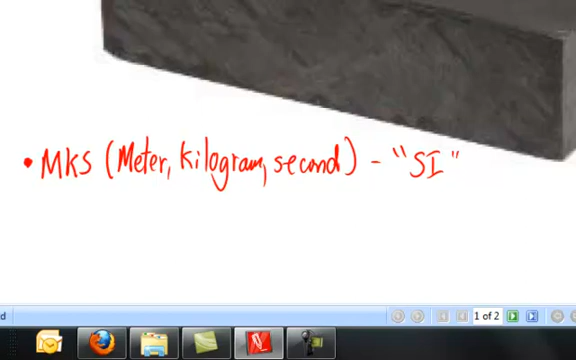 • MKS (Meter, kilogram, second) - "SI"
d
1 of 2